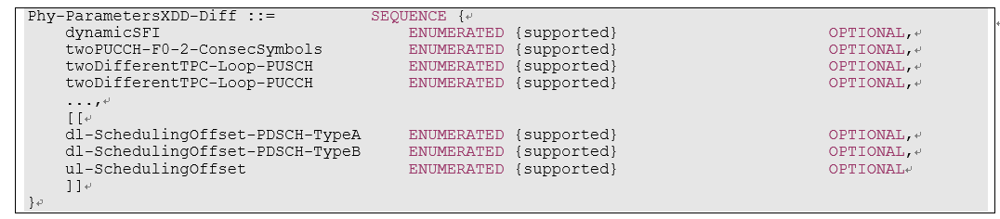 Phy-ParametersXDD-Diff ::= SEQUENCE {
dynamicSFI ENUMERATED {supported} OPTIONAL,
twoPUCCH-F0-2-ConsecSymbols ENUMERATED {supported} OPTIONAL,
twoDifferentTPC-Loop-PUSCH ENUMERATED {supported} OPTIONAL,
twoDifferentTPC-Loop-PUCCH ENUMERATED {supported} OPTIONAL,
...,
[[
dl-SchedulingOffset-PDSCH-TypeA ENUMERATED {supported} OPTIONAL,
dl-SchedulingOffset-PDSCH-TypeB ENUMERATED {supported} OPTIONAL,
ul-SchedulingOffset ENUMERATED {supported} OPTIONAL
]]
}